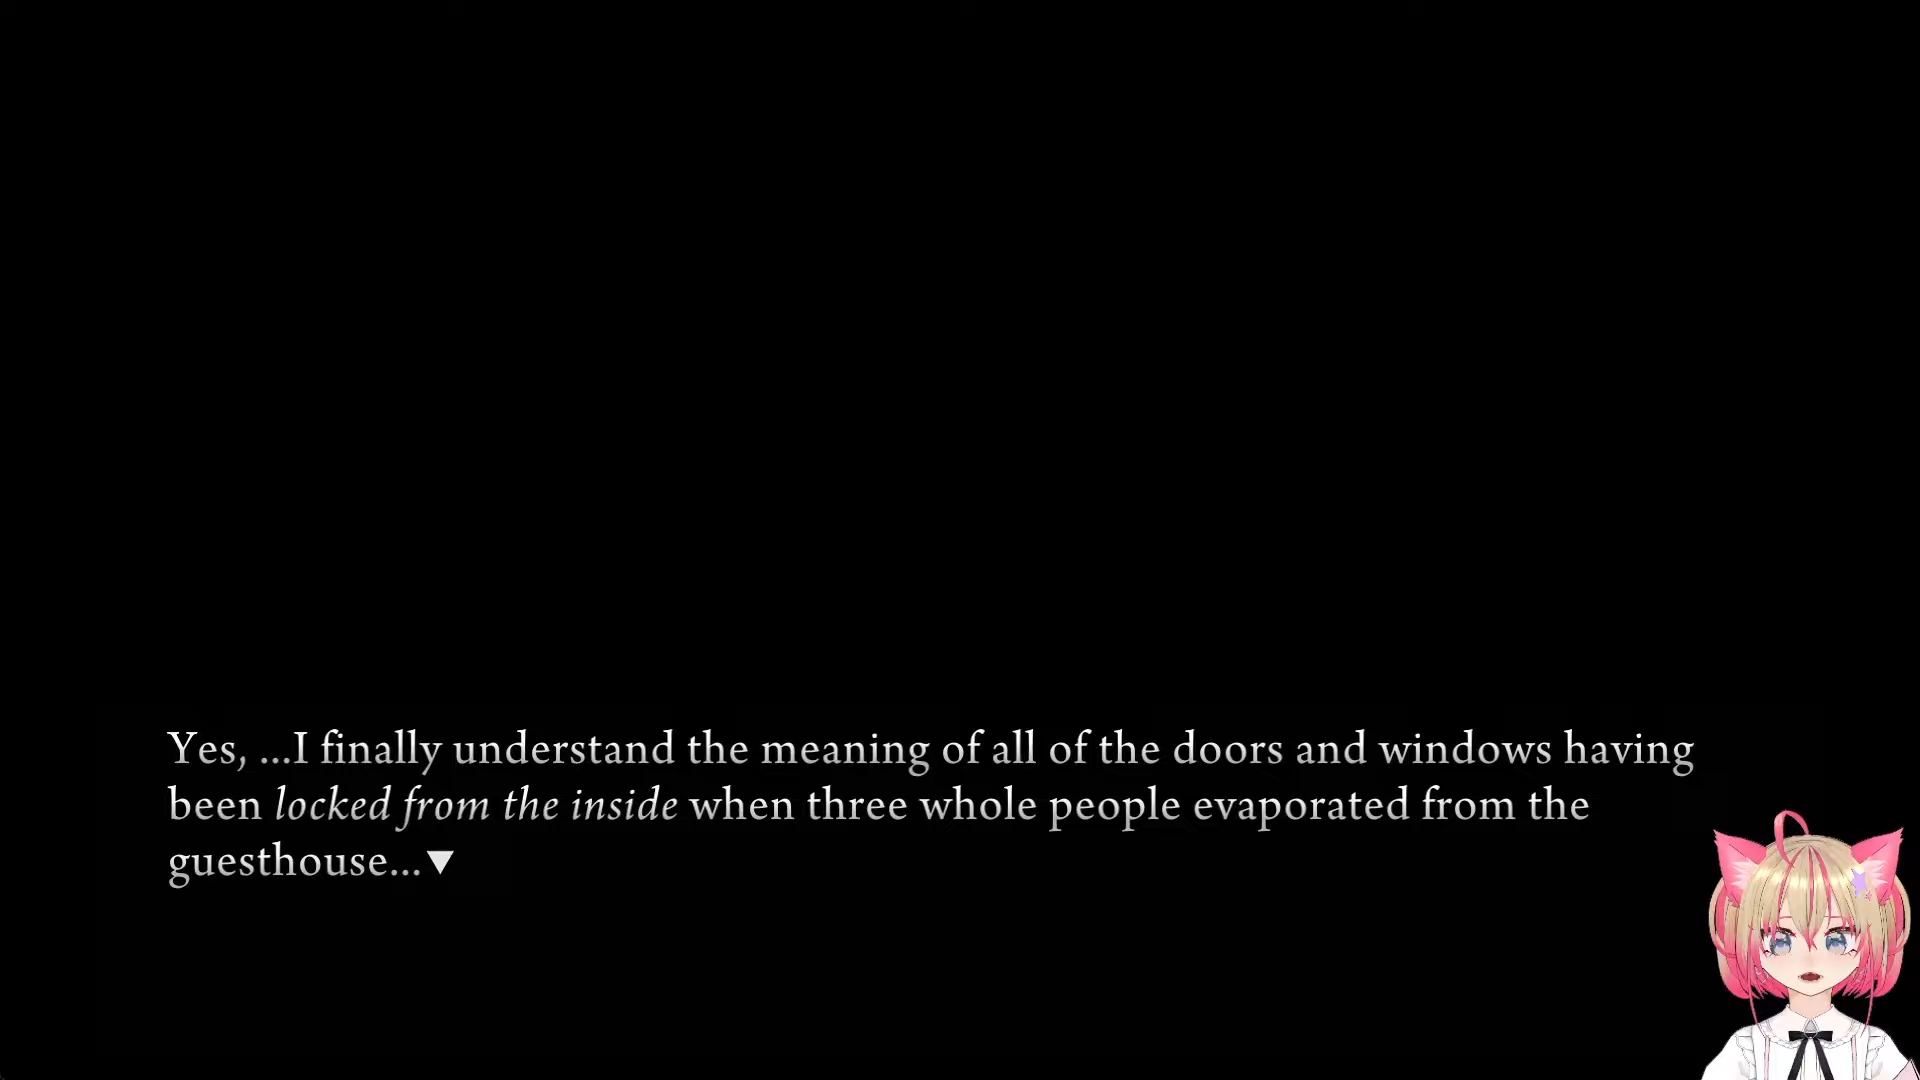 Yes, ...I finally understand the meaning of all of the doors and windows having
been locked from the inside when three whole people evaporated from the
guesthouse...▼